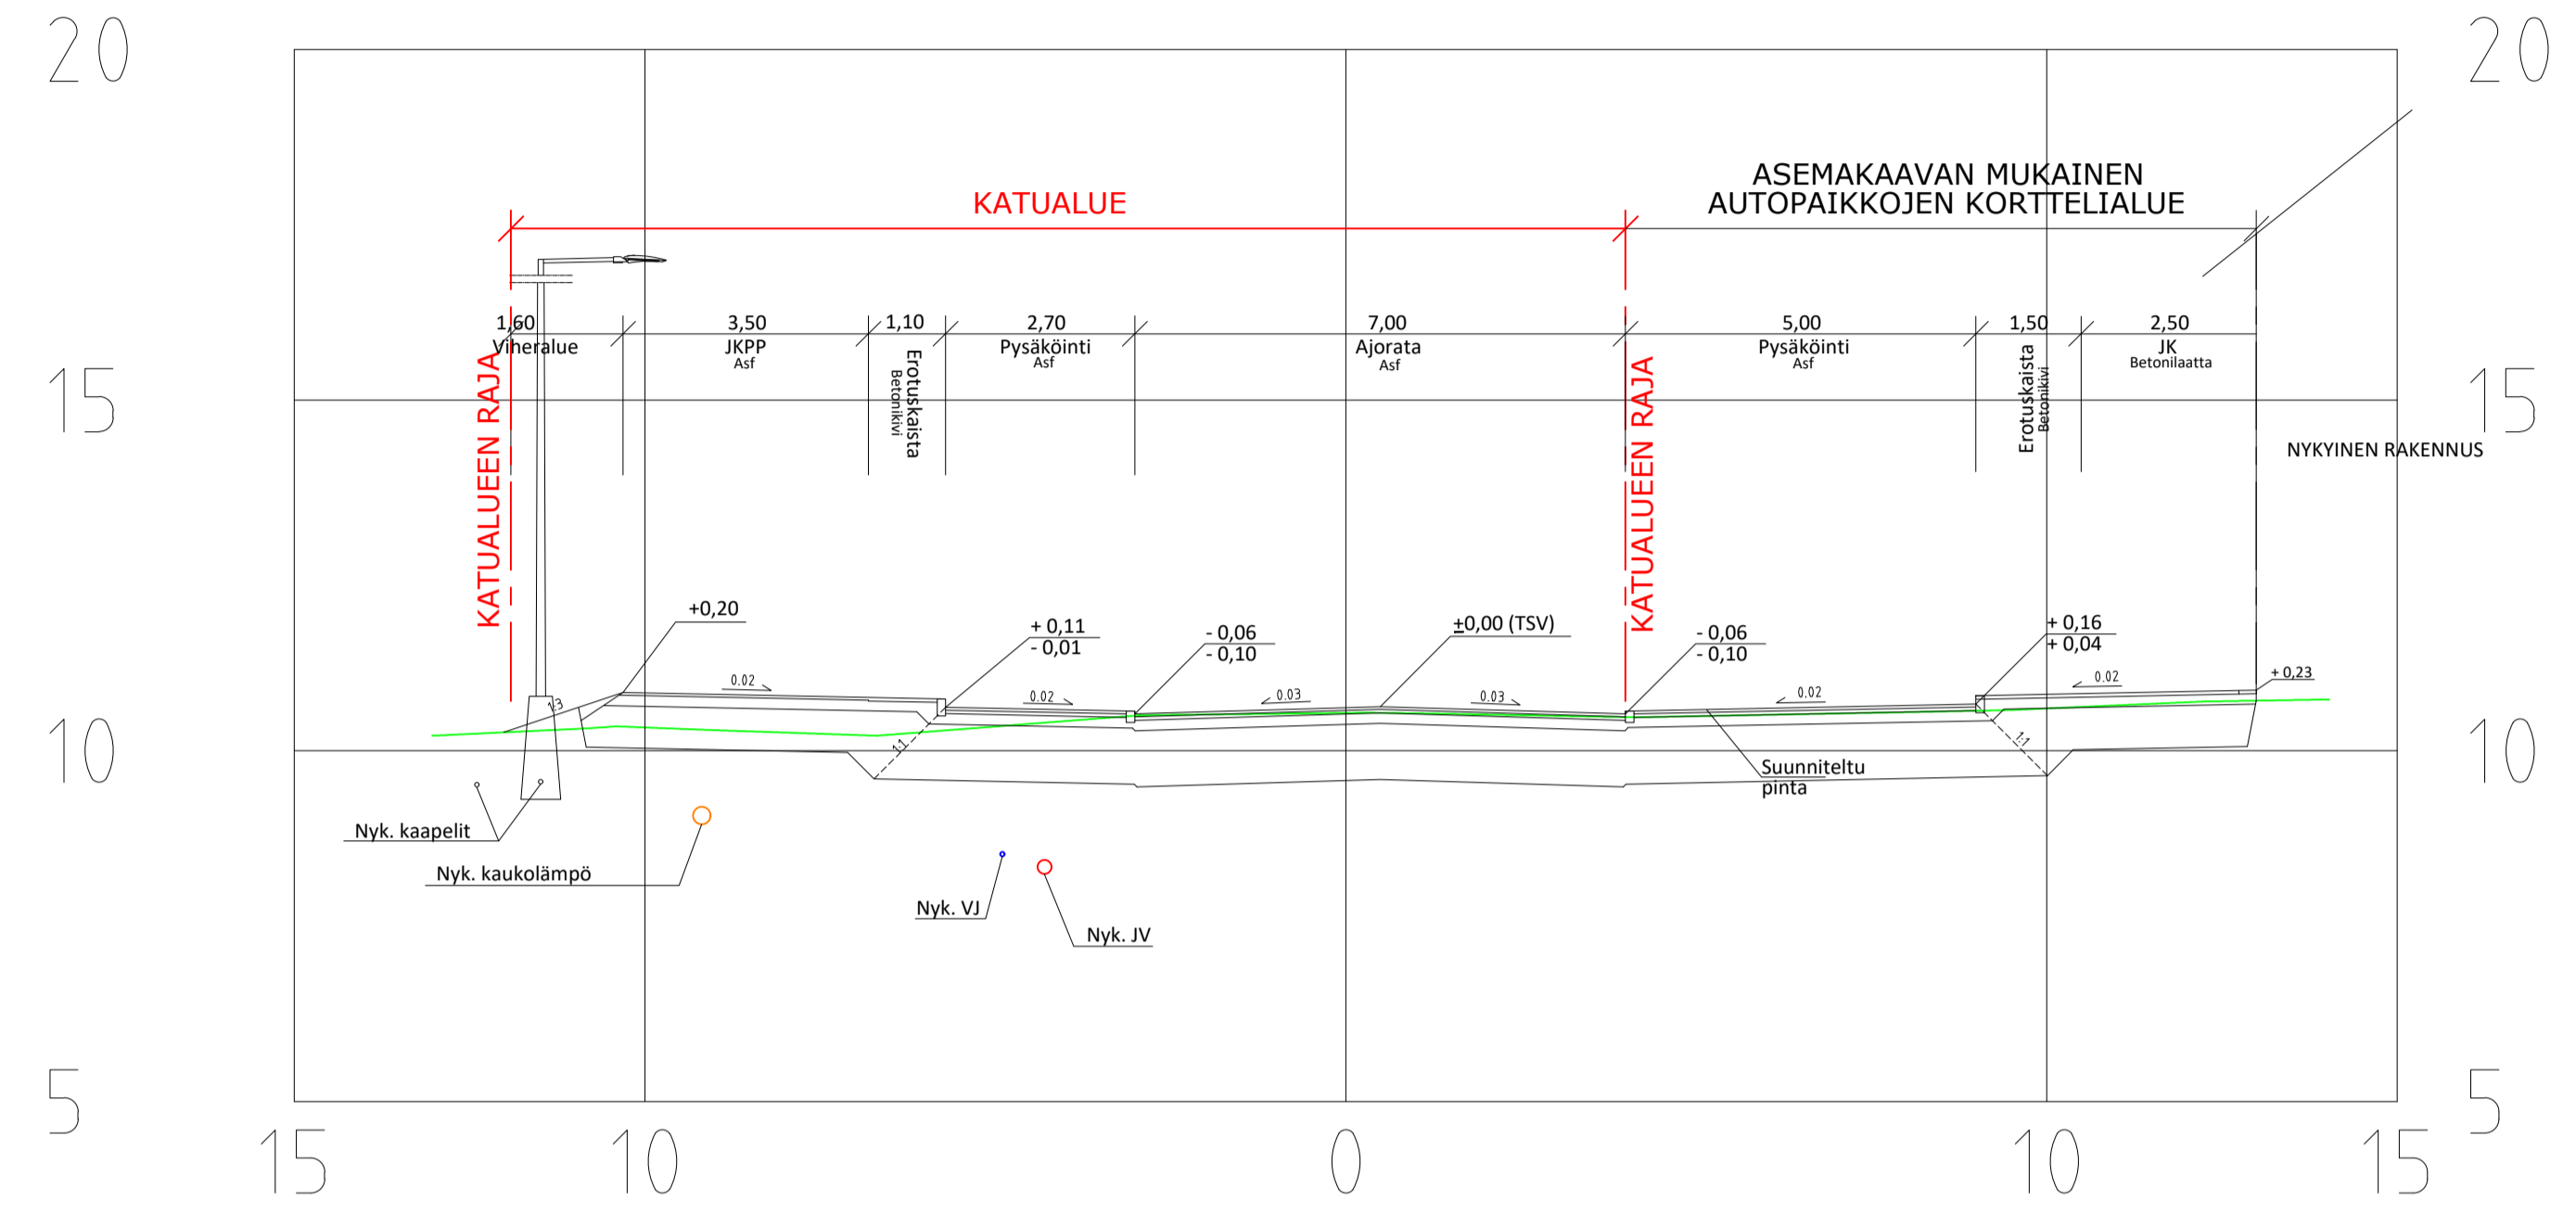 20
20
ASEMAKAAVAN MUKAINEN
KATUALUE
AUTOPAIKKOJEN KORTTELIALUE
1,60
3,50
1,10
2,70
7,00
5,00
1,50
2,50
Viheralue
JKPP
Asf
Erotuskaista
Betonikivi
Pysäköinti
Asf
Ajorata
Asf
Pysäköinti
Asf
Erotuskaista
Betonikivi
JK
Betonilaatta
15
15
KATUALUEEN RAJA
KATUALUEEN RAJA
NYKYINEN RAKENNUS
+0,20
+ 0,11
- 0,01
- 0,06
- 0,10
±0,00 (TSV)
- 0,06
- 0,10
+ 0,16
+ 0,04
+ 0,23
0.02
0.02
0.03
0.03
0.02
0.02
1:3
1:1
1:1
10
10
Suunniteltu
pinta
Nyk. kaapelit
Nyk. kaukolämpö
Nyk. VJ
Nyk. JV
5
5
15
10
0
10
15